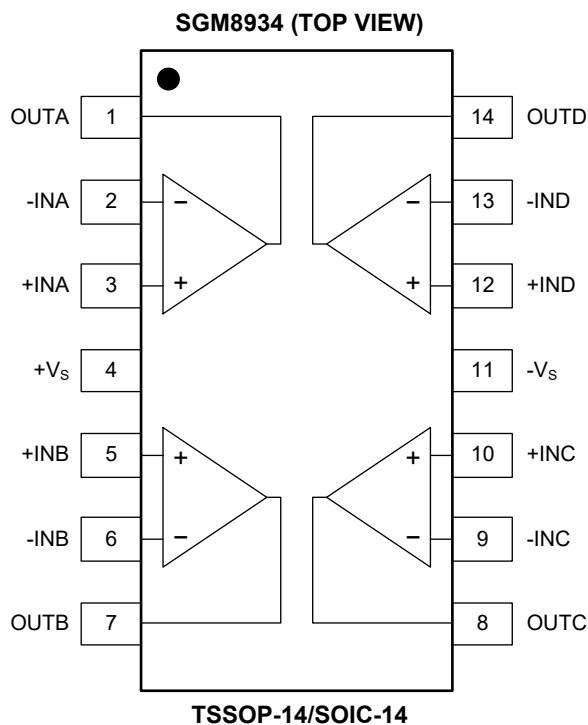 SGM8934 (TOP VIEW)
OUTA 1 14 OUTD
-INA 2 − − 13 -IND
+INA 3 + + 12 +IND
+VS 4 11 -VS
+INB 5 + + 10 +INC
-INB 6 − − 9 -INC
OUTB 7 8 OUTC
TSSOP-14/SOIC-14